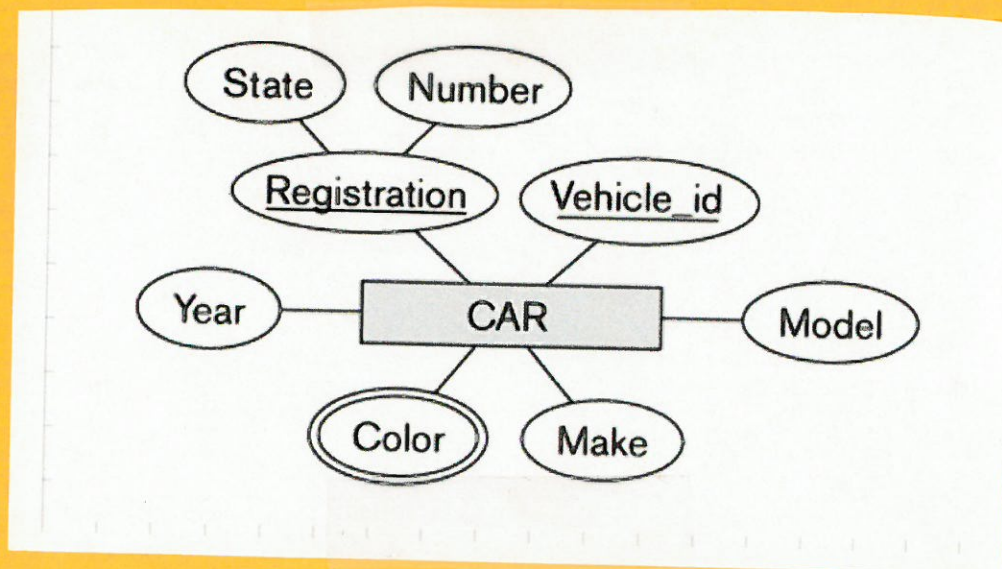 State
Number
Registration
Vehicle_id
Year
CAR
Model
Color
Make